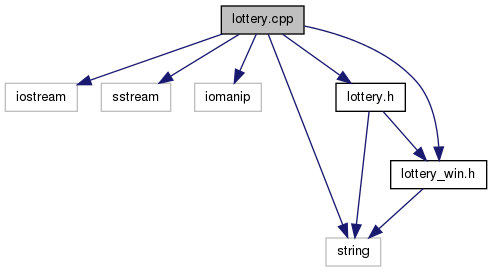 lottery.cpp
iostream
sstream
iomanip
lottery.h
lottery_win.h
string